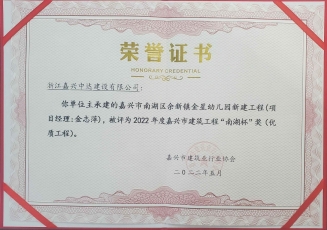 荣誉证书
HONORARY CREDENTIAL
浙江嘉兴中达建设有限公司:
你单位主承建的嘉兴市南湖区余新镇金星幼儿园新建工程(项
目经理:金志萍),被评为2022年度嘉兴市建筑工程“南湖杯”奖(优
质工程)。
嘉兴市建筑业行业协会
二〇二二年五月